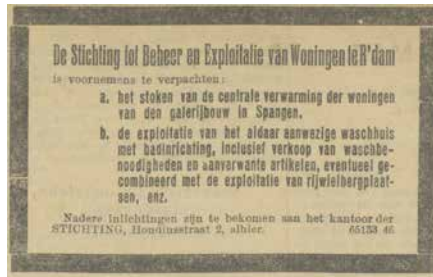 De Stichting tot Beheer en Exploitatie van Woningen te R'dam
is voornemens te verpachten:
a. het stoken van de centrale verwarming der woningen
van den galerijbouw in Spangen.
b. de exploitatie van het aldaar aanwezige waschhuis
met badinrichting, inclusief verkoop van waschbe-
noodigheden en aanverwante artikelen, eventueel ge-
combineerd met de exploitatie van rijwielbergplaat-
sen, enz.
Nadere inlichtingen zijn te bekomen aan het kantoor der
STICHTING, Hondiusstraat 2, alhier. 65133 46